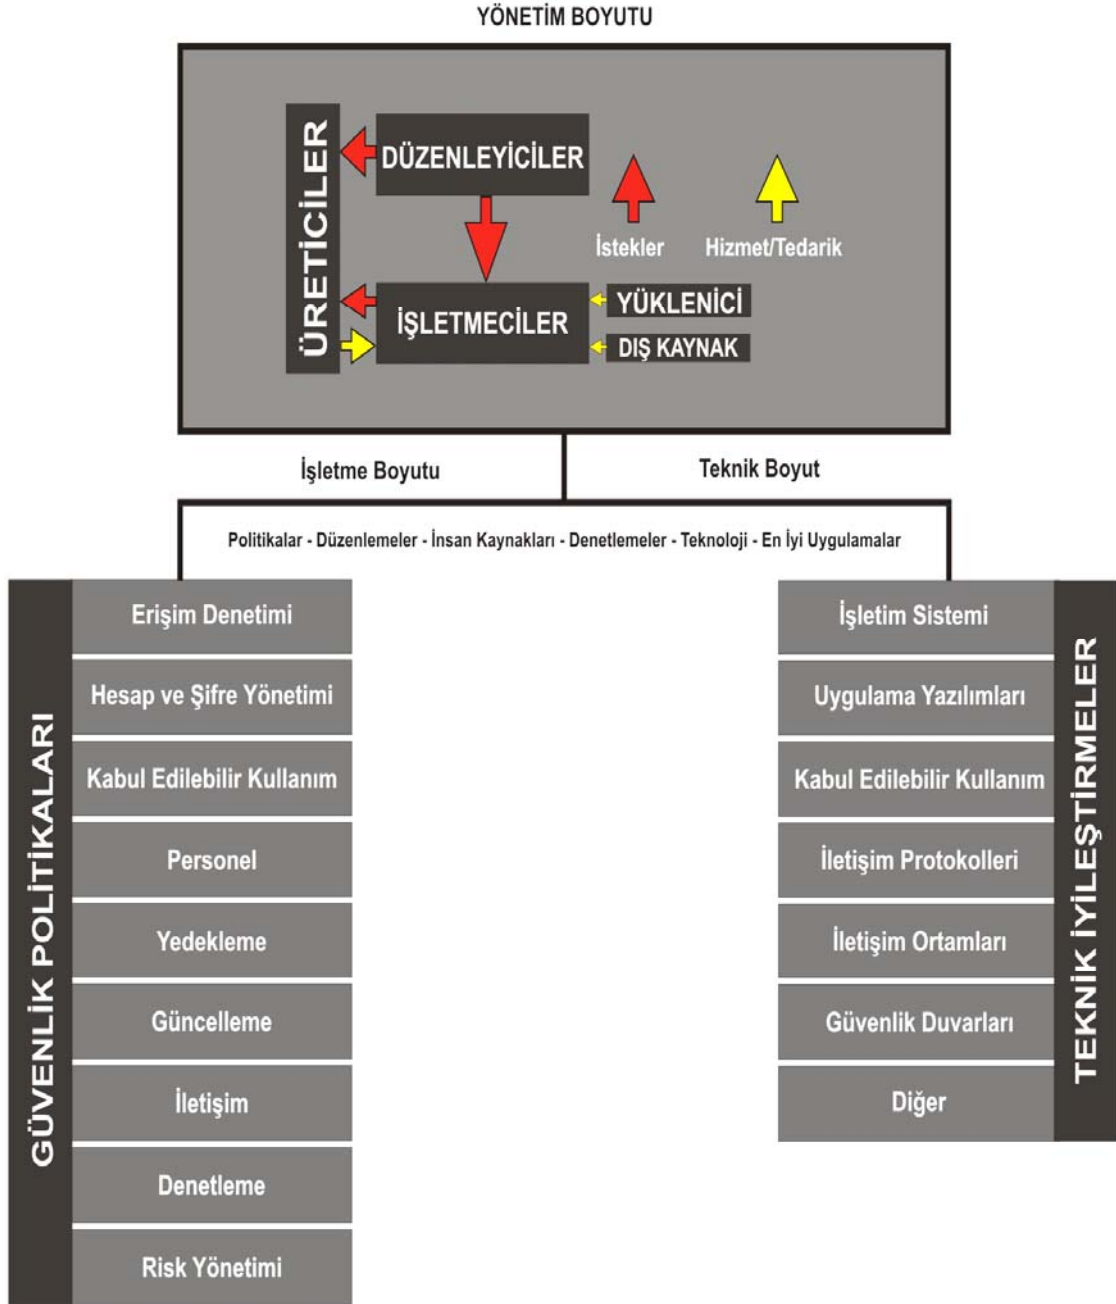 YÖNETİM BOYUTU
ÜRETİCİLER
DÜZENLEYİCİLER
İstekler
Hizmet/Tedarik
İŞLETMECİLER
YÜKLENİCİ
DIŞ KAYNAK
İşletme Boyutu
Teknik Boyut
Politikalar - Düzenlemeler - İnsan Kaynakları - Denetlemeler - Teknoloji - En İyi Uygulamalar
GÜVENLİK POLİTİKALARI
Erişim Denetimi
Hesap ve Şifre Yönetimi
Kabul Edilebilir Kullanım
Personel
Yedekleme
Güncelleme
İletişim
Denetleme
Risk Yönetimi
İşletim Sistemi
Uygulama Yazılımları
Kabul Edilebilir Kullanım
İletişim Protokolleri
İletişim Ortamları
Güvenlik Duvarları
Diğer
TEKNİK İYİLEŞTİRMELER